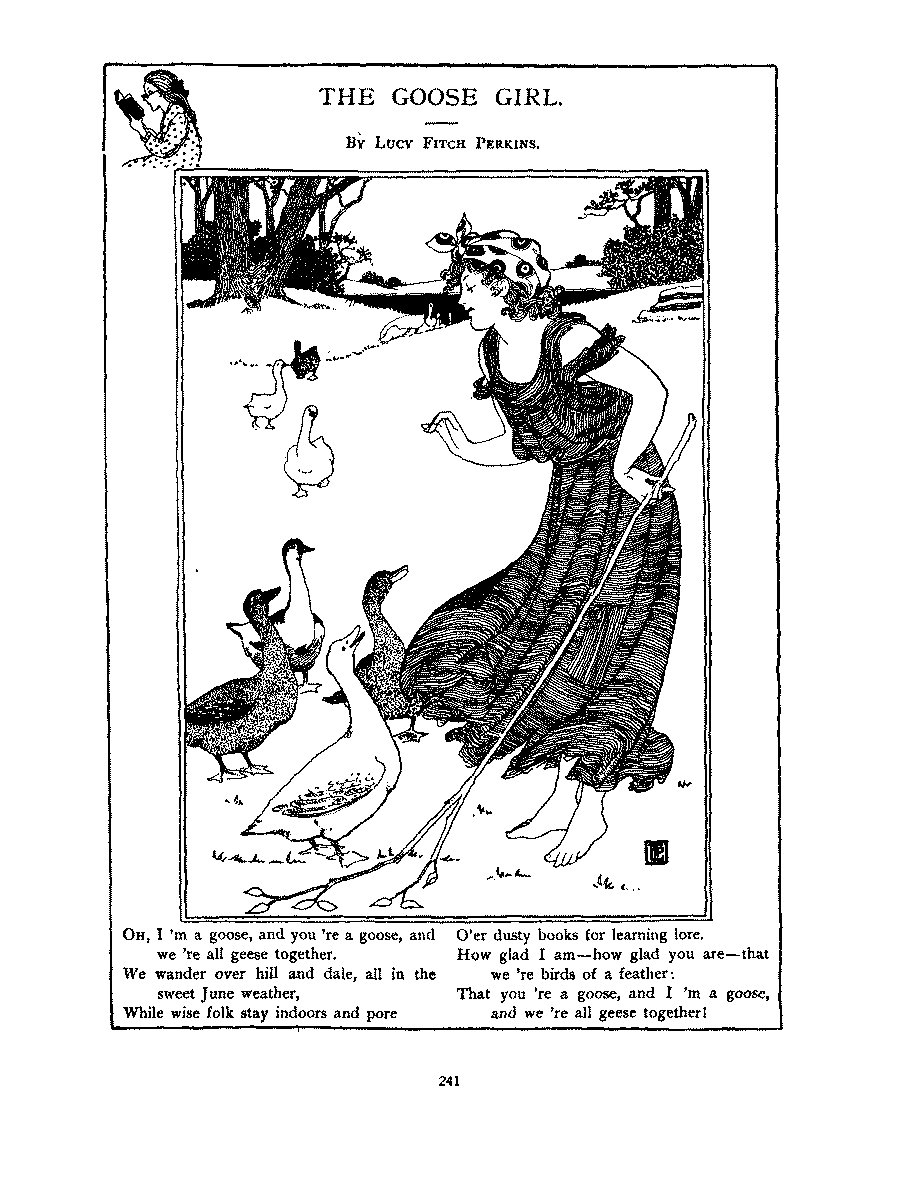 THE GOOSE GIRL.
BY LUCY FITCH PERKINS.
OH, I 'm a goose, and you 're a goose, and
we 're all geese together.
We wander over hill and dale, all in the
sweet June weather,
While wise folk stay indoors and pore
O'er dusty books for learning lore.
How glad I am—how glad you are—that
we 're birds of a feather:
That you 're a goose, and I 'm a goose,
and we 're all geese together!
241